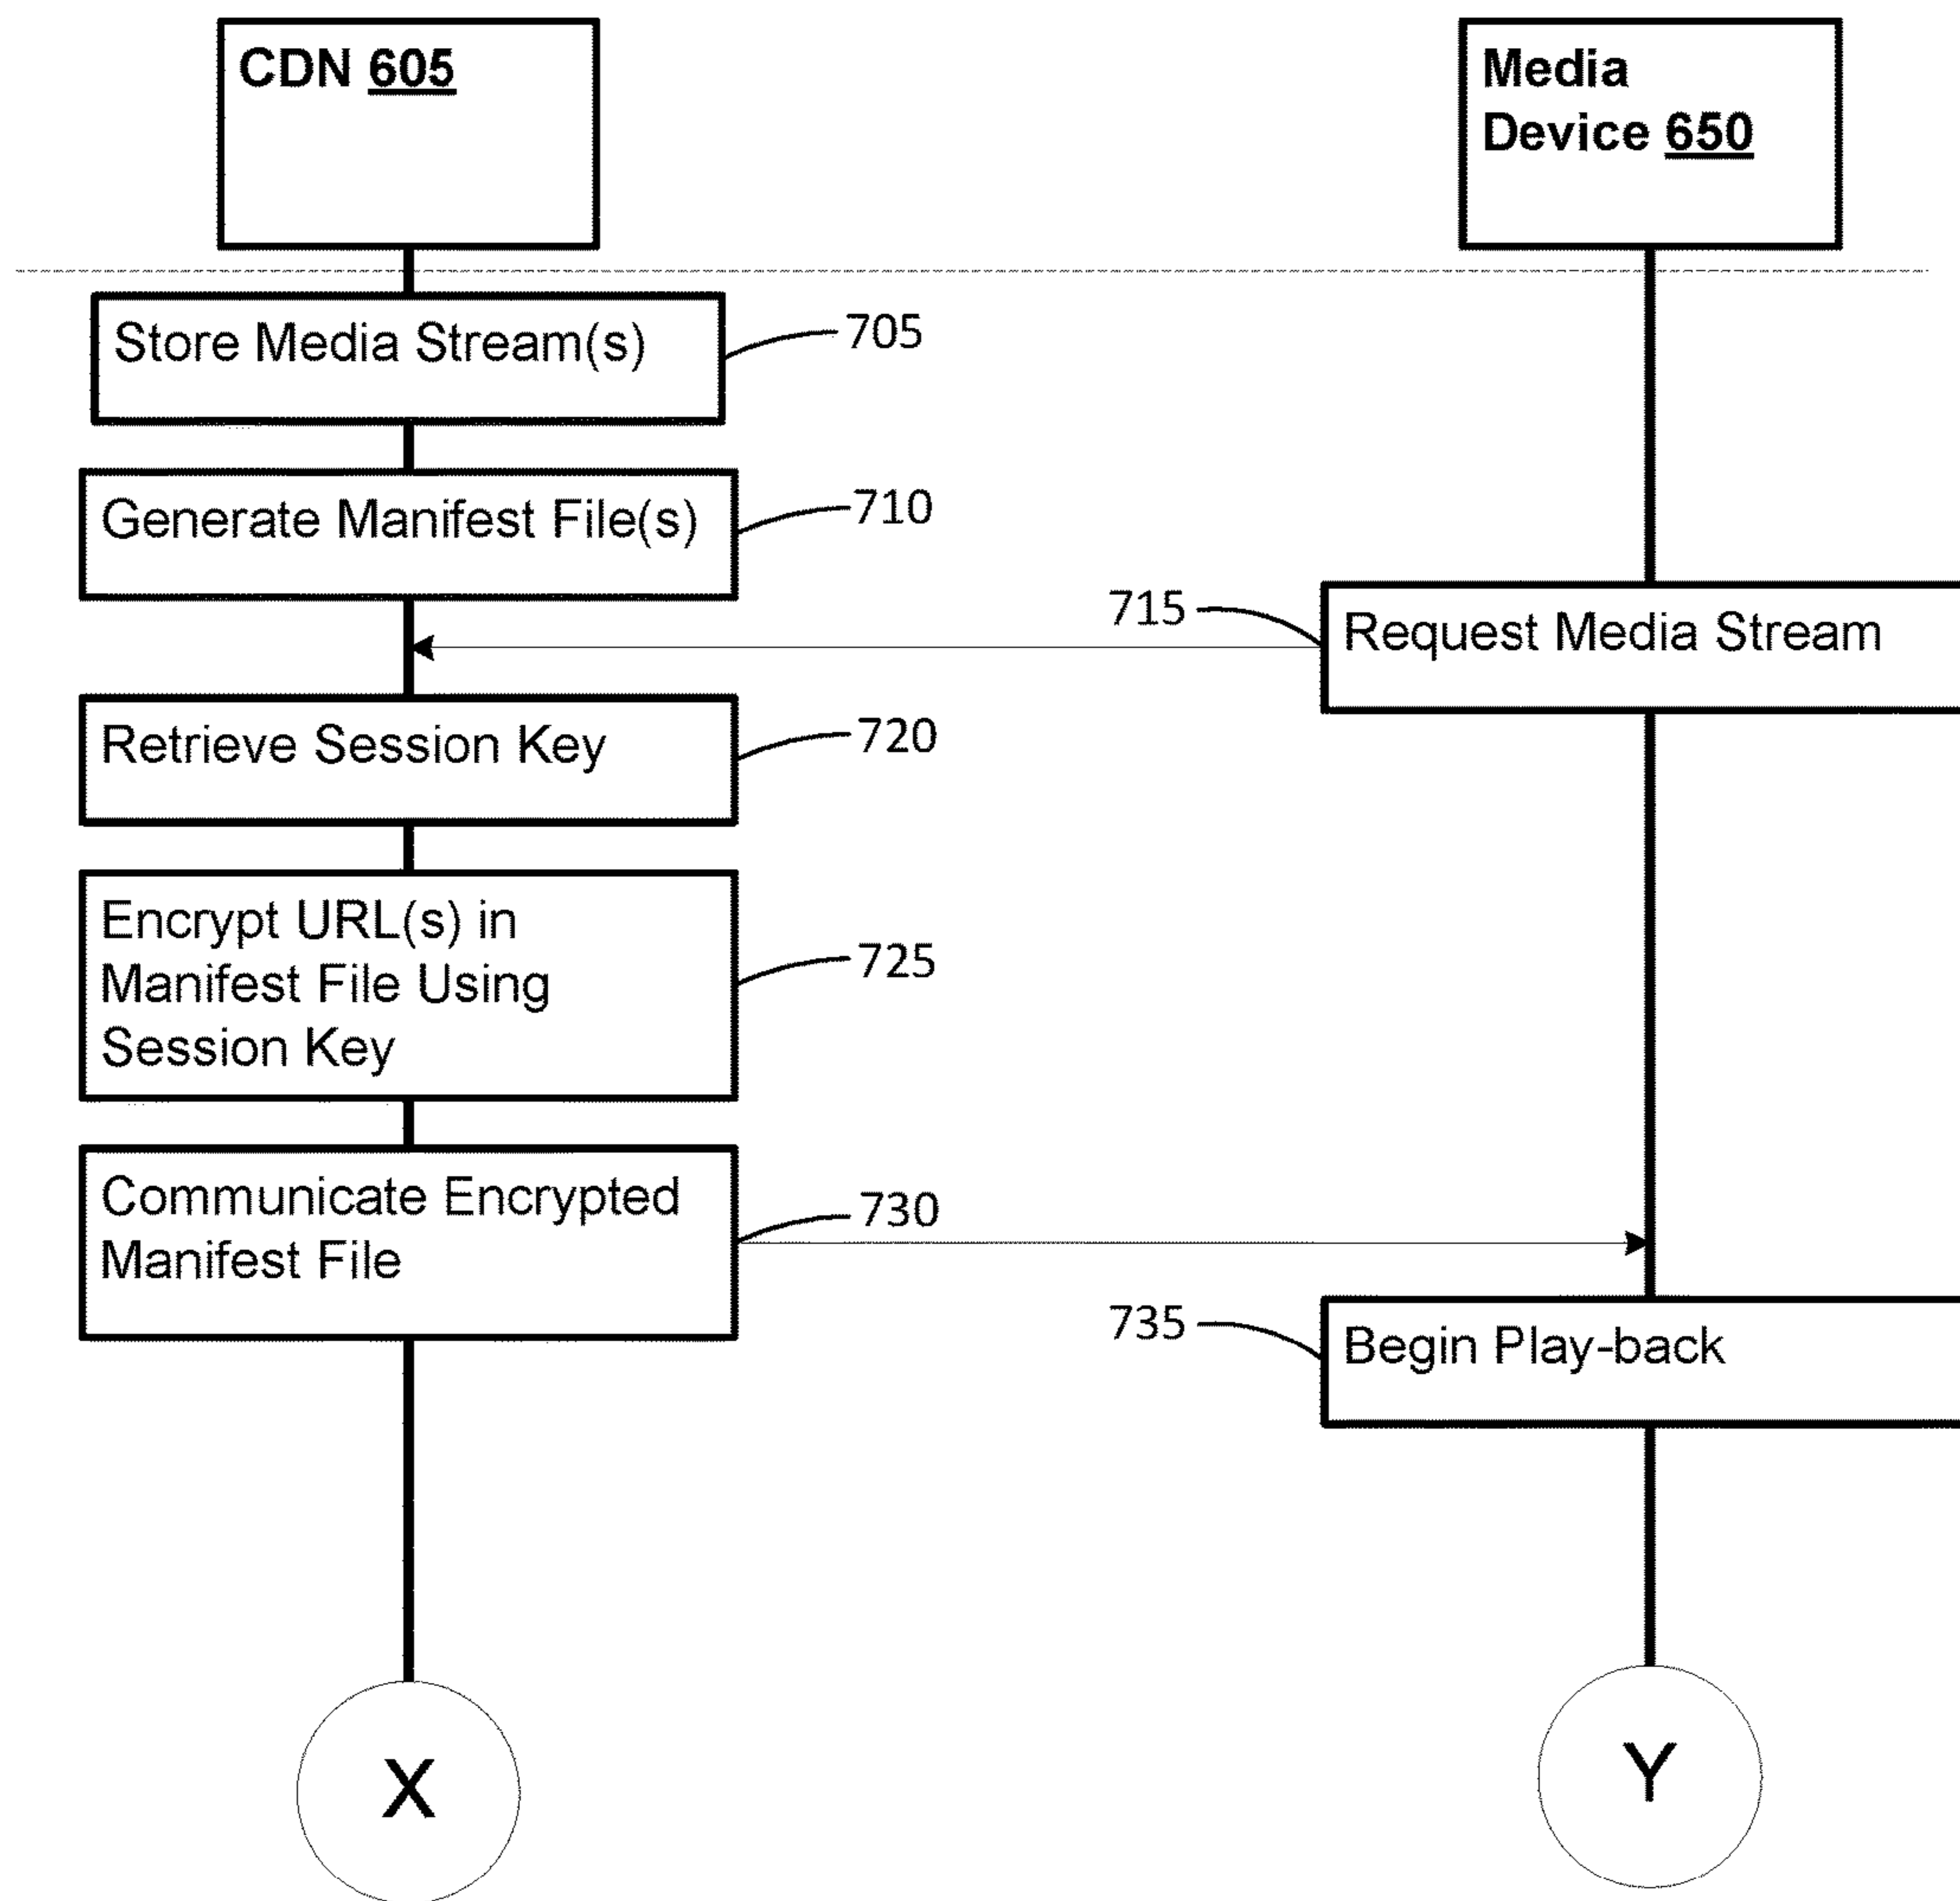 CDN 605
Media
Device 650
Store Media Stream(s)
705
Generate Manifest File(s)
710
715
Request Media Stream
Retrieve Session Key
720
Encrypt URL(s) in
Manifest File Using
Session Key
725
Communicate Encrypted
Manifest File
730
735
Begin Play-back
X
Y